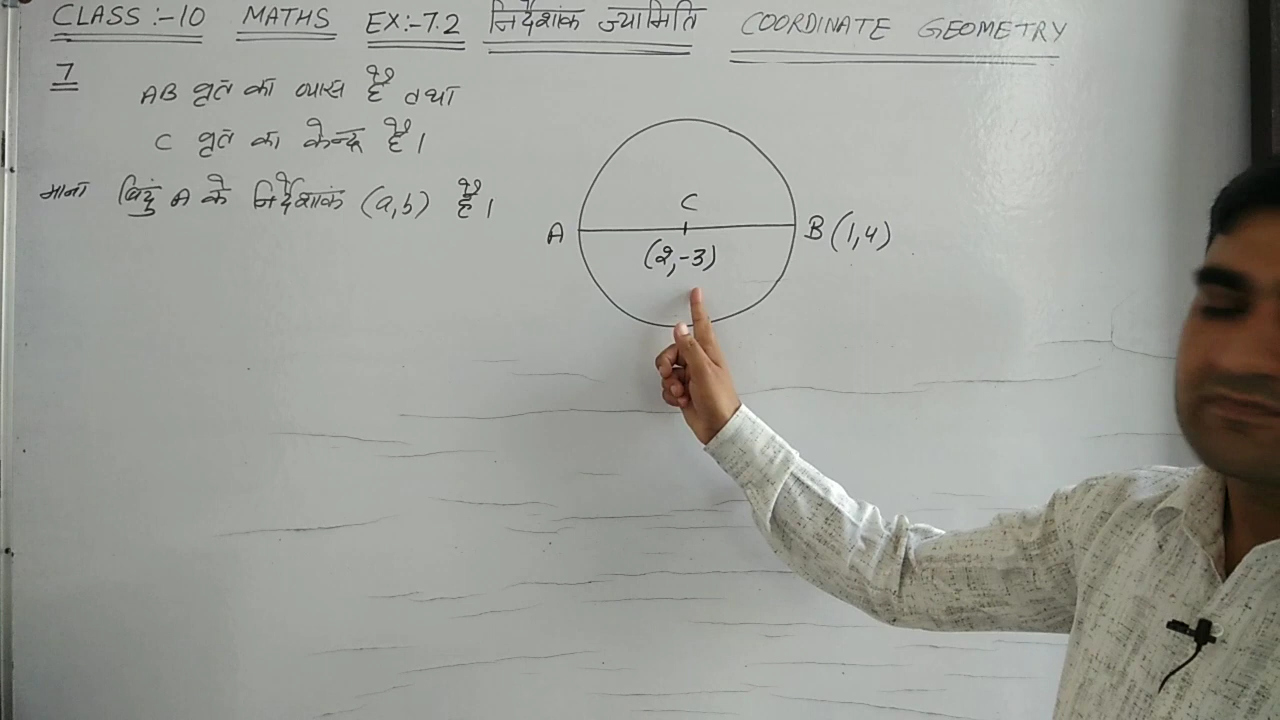 CLASS :-10 MATHS EX:-7.2 निर्देशांक ज्यामिति COORDINATE GEOMETRY
7
AB वृत का व्यास है तथा
C वृत का केन्द्र है।
माना बिंदु A के निर्देशांक (a,b) है।
C
A
B (1,4)
(2,-3)